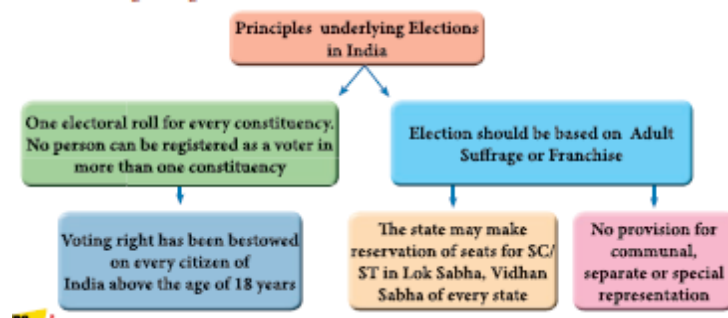 Principles underlying Elections
in India
One electoral roll for every constituency.
No person can be registered as a voter in
more than one constituency
Election should be based on Adult
Suffrage or Franchise
Voting right has been bestowed
on every citizen of
India above the age of 18 years
The state may make
reservation of seats for SC/
ST in Lok Sabha, Vidhan
Sabha of every state
No provision for
communal,
separate or special
representation